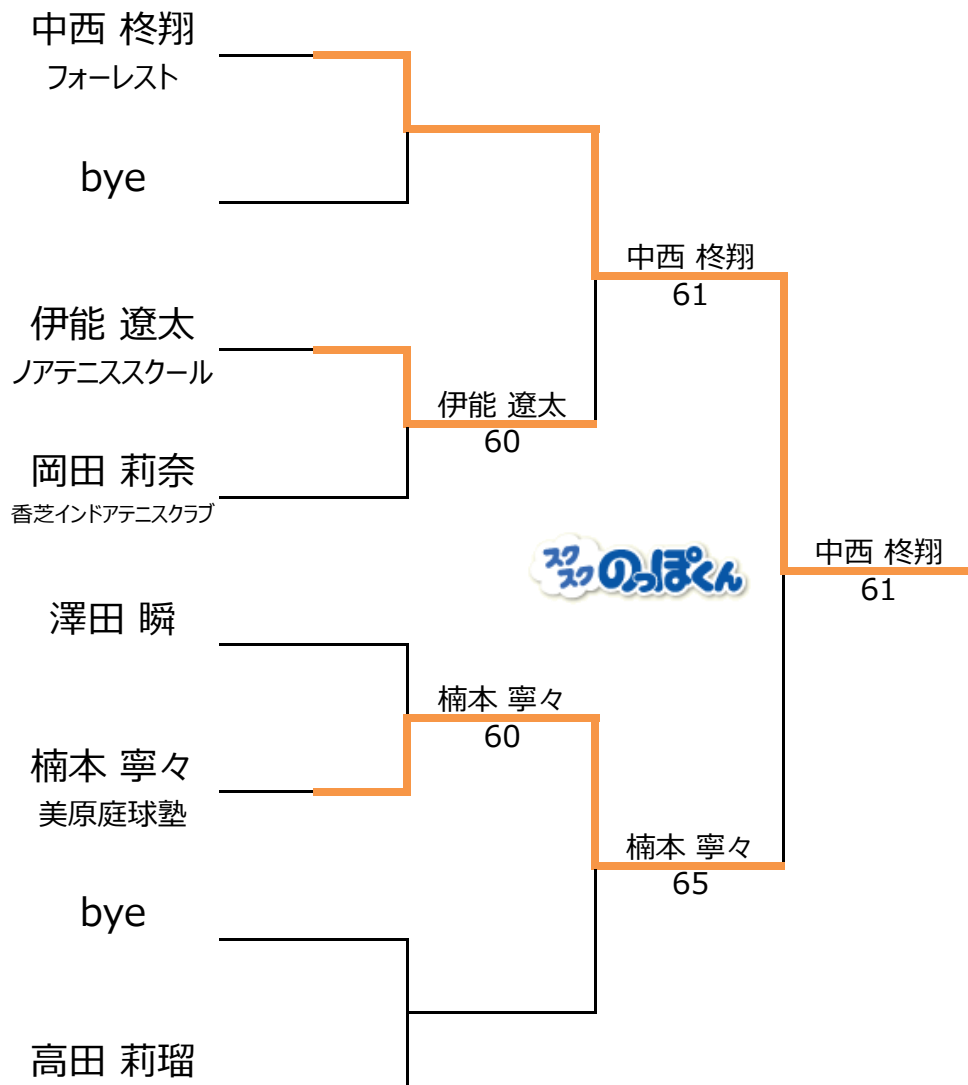 中西 柊翔
フォーレスト
bye
中西 柊翔
61
伊能 遼太
ノアテニススクール
伊能 遼太
60
岡田 莉奈
香芝インドアテニスクラブ
スクスク のっぽくん
中西 柊翔
61
澤田 瞬
楠本 寧々
60
楠本 寧々
美原庭球塾
楠本 寧々
65
bye
高田 莉瑠